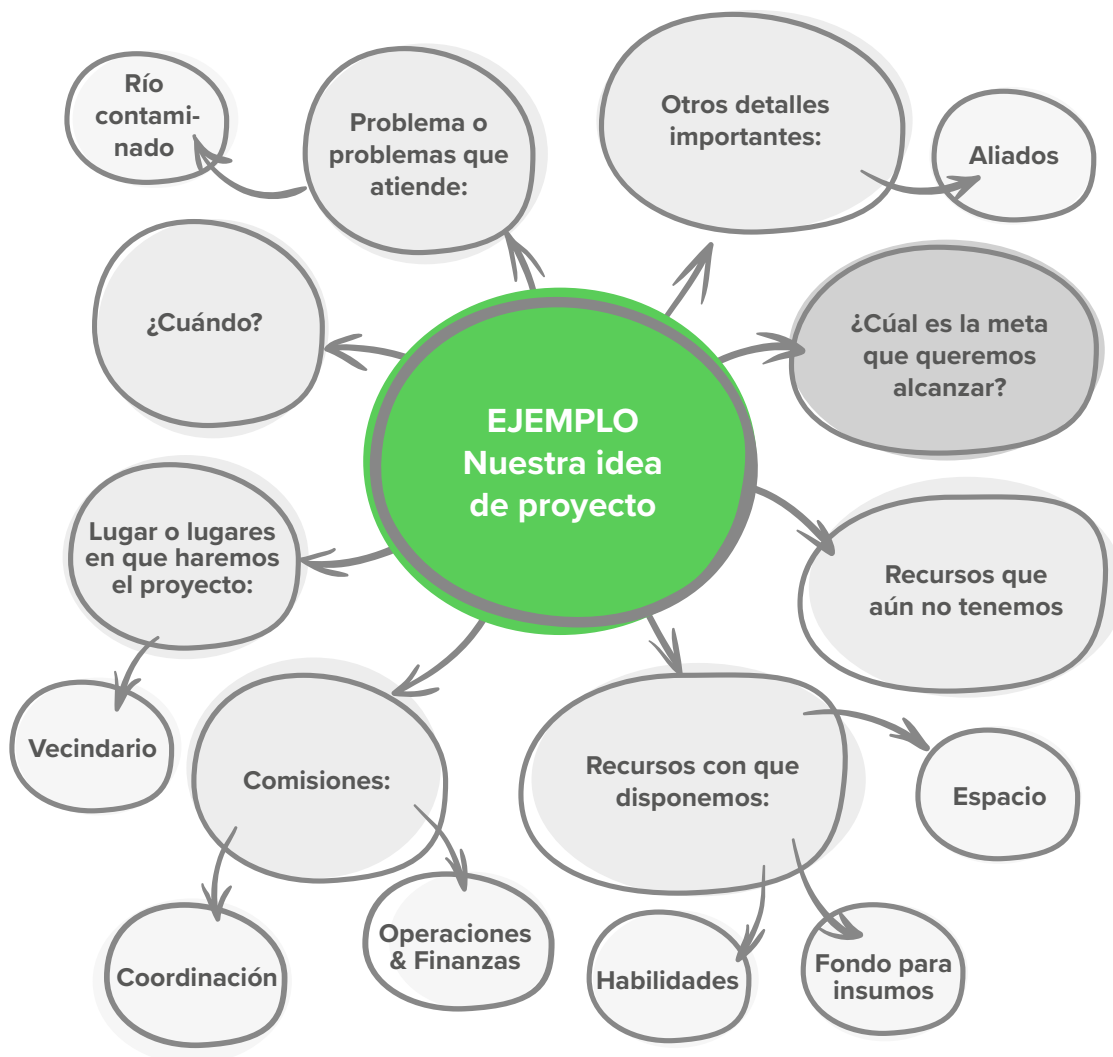 Río
contami-
nado
Problema o
problemas que
atiende:
Otros detalles
importantes:
Aliados
¿Cuándo?
¿Cúal es la meta
que queremos
alcanzar?
EJEMPLO
Nuestra idea
de proyecto
Lugar o lugares
en que haremos
el proyecto:
Recursos que
aún no tenemos
Vecindario
Comisiones:
Recursos con que
disponemos:
Espacio
Coordinación
Operaciones
& Finanzas
Habilidades
Fondo para
insumos